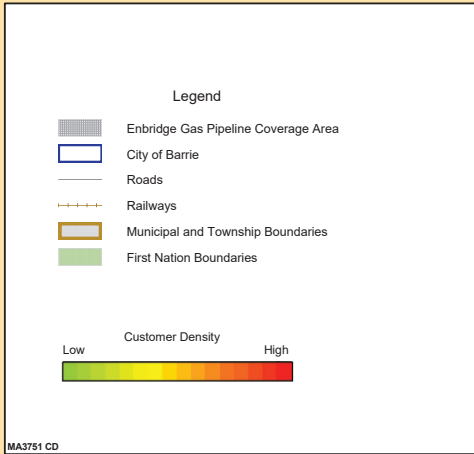 Legend
Enbridge Gas Pipeline Coverage Area
City of Barrie
Roads
Railways
Municipal and Township Boundaries
First Nation Boundaries
Customer Density
Low High
MA3751 CD